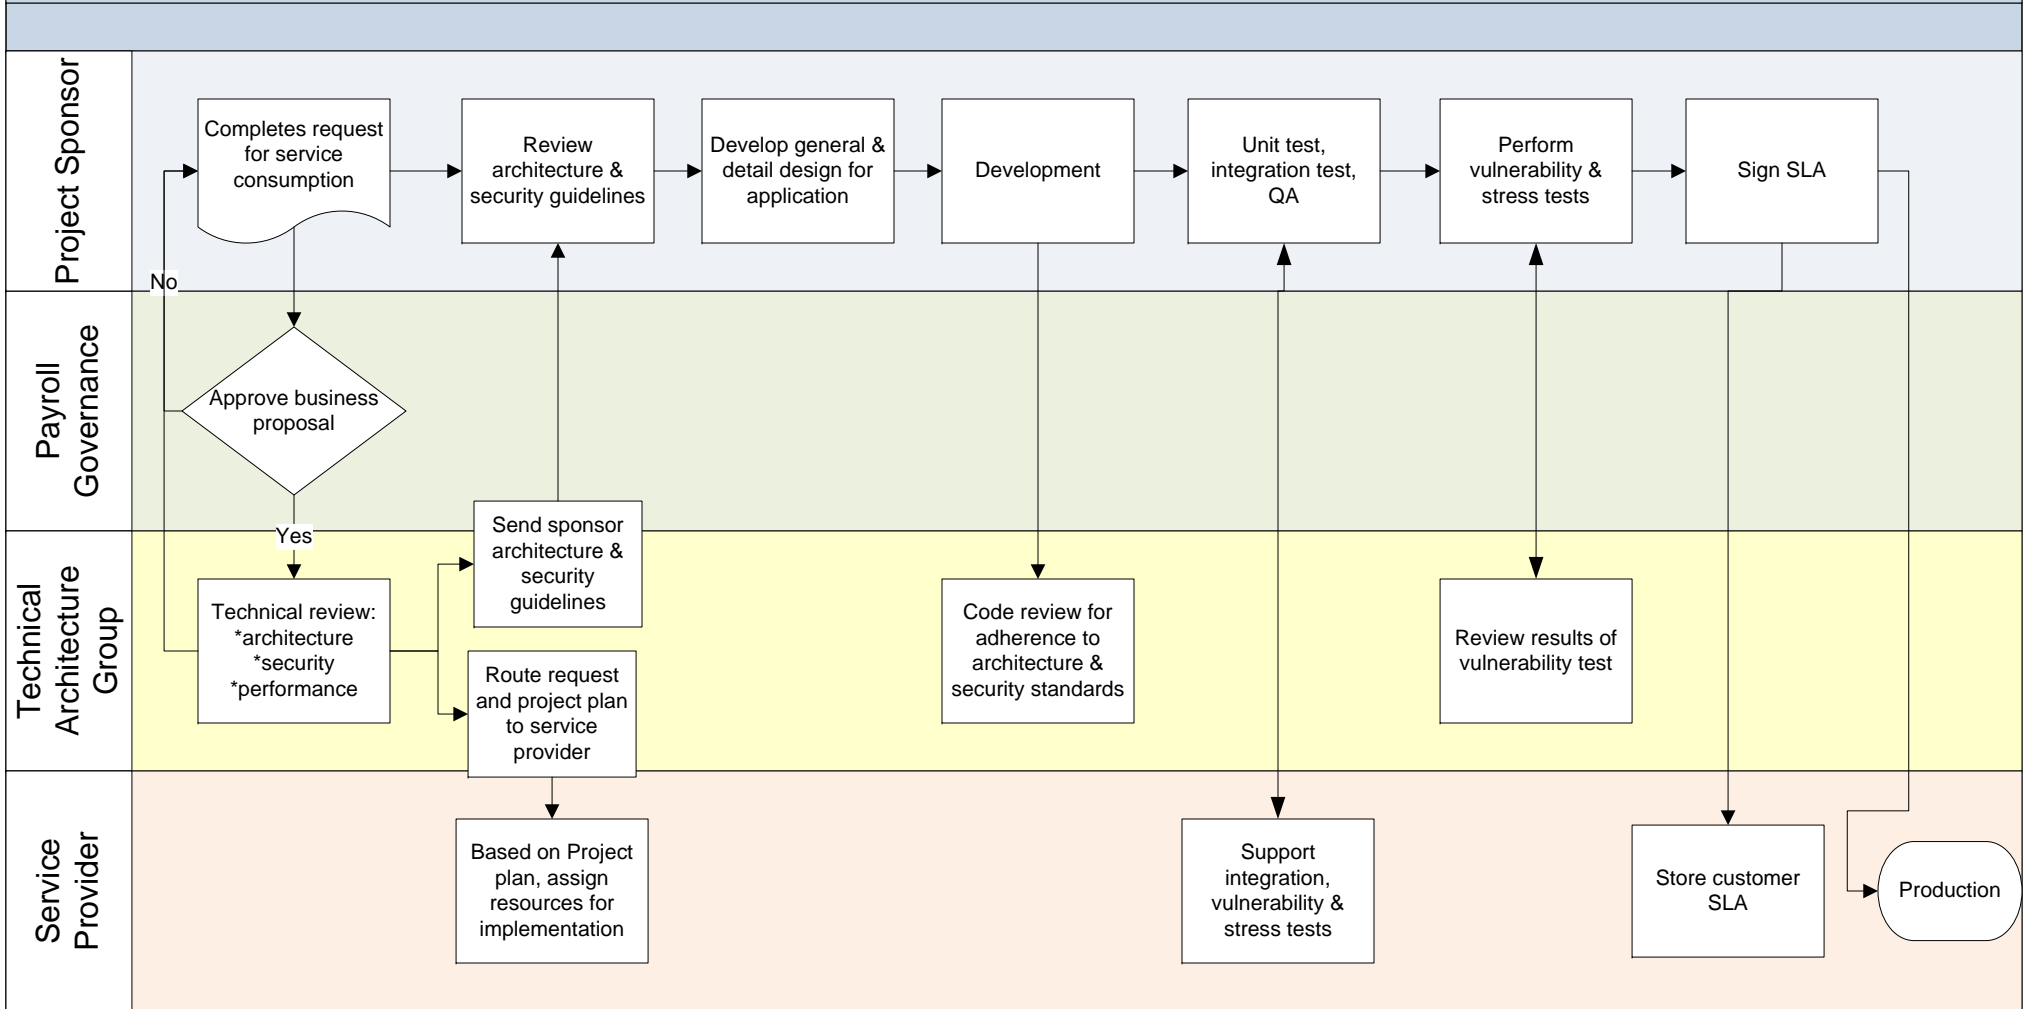 Project Sponsor
Completes request
for service
consumption
Review
architecture &
security guidelines
Develop general &
detail design for
application
Development
Unit test,
integration test,
QA
Perform
vulnerability &
stress tests
Sign SLA
No
Payroll
Governance
Approve business
proposal
Yes
Technical
Architecture
Group
Technical review:
*architecture
*security
*performance
Send sponsor
architecture &
security
guidelines
Route request
and project plan
to service
provider
Code review for
adherence to
architecture &
security standards
Review results of
vulnerability test
Service
Provider
Based on Project
plan, assign
resources for
implementation
Support
integration,
vulnerability &
stress tests
Store customer
SLA
Production